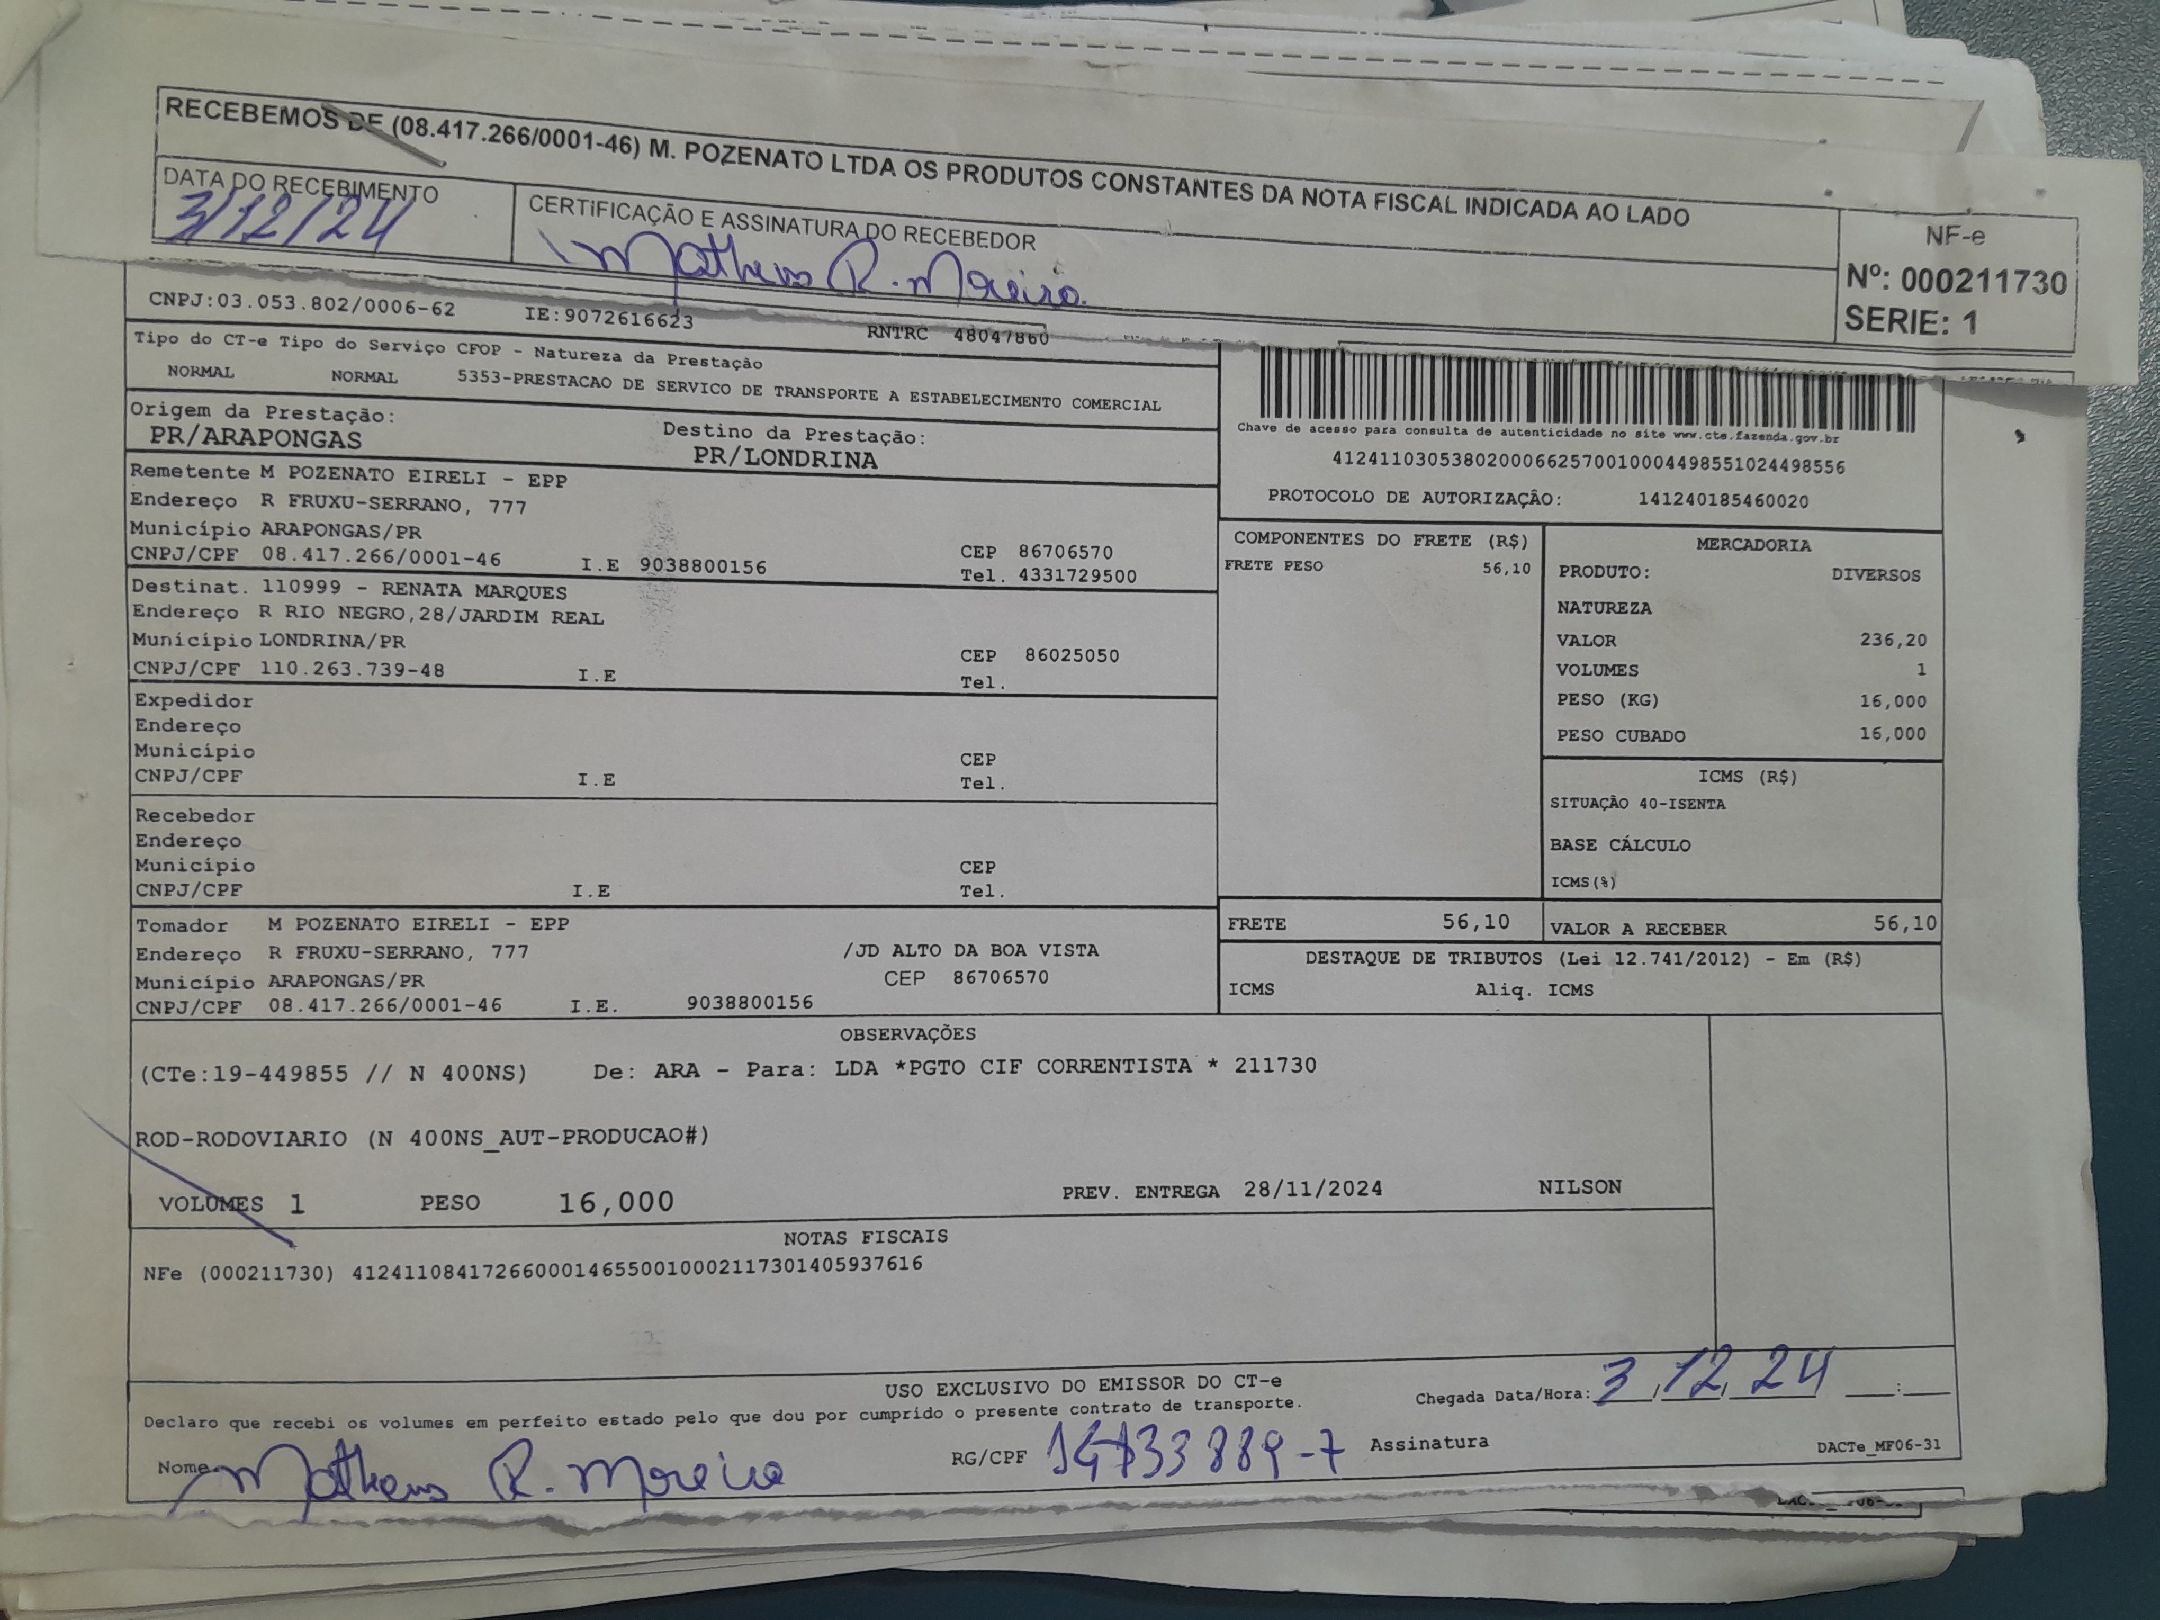 RECEBEMOS DE (08.417.266/0001-46) M. POZENATO LTDA OS PRODUTOS CONSTANTES DA NOTA FISCAL INDICADA AO LADO
DATA DO RECEBIMENTO
3/12/24
CERTIFICAÇÃO E ASSINATURA DO RECEBEDOR
Matheus R. Moreira
NF-e
Nº: 000211730
SERIE: 1
CNPJ:03.053.802/0006-62 IE:9072616623 RNTRC 48047860
Tipo do CT-e Tipo do Serviço CFOP - Natureza da Prestação
NORMAL NORMAL 5353-PRESTACAO DE SERVICO DE TRANSPORTE A ESTABELECIMENTO COMERCIAL
Origem da Prestação: Destino da Prestação:
PR/ARAPONGAS PR/LONDRINA
Chave de acesso para consulta de autenticidade no site www.cte.fazenda.gov.br
41241103053802000662570010004498551024498556
PROTOCOLO DE AUTORIZAÇÃO: 141240185460020
Remetente M POZENATO EIRELI - EPP
Endereço R FRUXU-SERRANO, 777
Município ARAPONGAS/PR CEP 86706570
CNPJ/CPF 08.417.266/0001-46 I.E 9038800156 Tel. 4331729500
Destinat. 110999 - RENATA MARQUES
Endereço R RIO NEGRO,28/JARDIM REAL
Município LONDRINA/PR CEP 86025050
CNPJ/CPF 110.263.739-48 I.E Tel.
Expedidor
Endereço
Município CEP
CNPJ/CPF I.E Tel.
Recebedor
Endereço
Município CEP
CNPJ/CPF I.E Tel.
Tomador M POZENATO EIRELI - EPP
Endereço R FRUXU-SERRANO, 777 /JD ALTO DA BOA VISTA
Município ARAPONGAS/PR CEP 86706570
CNPJ/CPF 08.417.266/0001-46 I.E. 9038800156
COMPONENTES DO FRETE (R$)
FRETE PESO 56,10
MERCADORIA
PRODUTO: DIVERSOS
NATUREZA
VALOR 236,20
VOLUMES 1
PESO (KG) 16,000
PESO CUBADO 16,000
ICMS (R$)
SITUAÇÃO 40-ISENTA
BASE CÁLCULO
ICMS(%)
FRETE 56,10 VALOR A RECEBER 56,10
DESTAQUE DE TRIBUTOS (Lei 12.741/2012) - Em (R$)
ICMS Aliq. ICMS
OBSERVAÇÕES
(CTe:19-449855 // N 400NS) De: ARA - Para: LDA *PGTO CIF CORRENTISTA * 211730
ROD-RODOVIARIO (N 400NS_AUT-PRODUCAO#)
VOLUMES 1 PESO 16,000 PREV. ENTREGA 28/11/2024 NILSON
NOTAS FISCAIS
NFe (000211730) 41241108417266000146550010002117301405937616
USO EXCLUSIVO DO EMISSOR DO CT-e
Declaro que recebi os volumes em perfeito estado pelo que dou por cumprido o presente contrato de transporte.
Chegada Data/Hora: 3/12/24 __:__
Nome Matheus R. Moreira RG/CPF Assinatura
DACTe_MF06-31